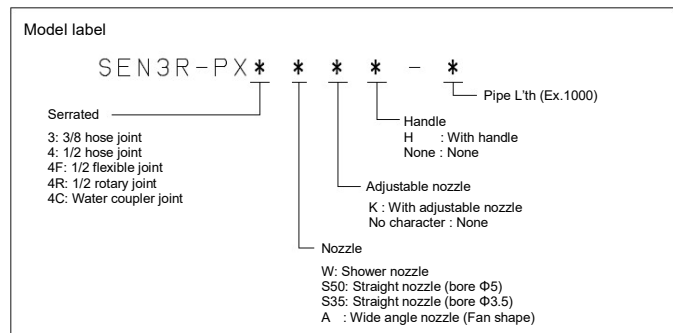 Model label
SEN3R-PX＊ ＊ ＊ ＊ - ＊
Pipe L'th (Ex.1000)
Handle
H : With handle
None : None
Adjustable nozzle
K : With adjustable nozzle
No character : None
Nozzle
W: Shower nozzle
S50: Straight nozzle (bore Φ5)
S35: Straight nozzle (bore Φ3.5)
A : Wide angle nozzle (Fan shape)
Serrated
3: 3/8 hose joint
4: 1/2 hose joint
4F: 1/2 flexible joint
4R: 1/2 rotary joint
4C: Water coupler joint